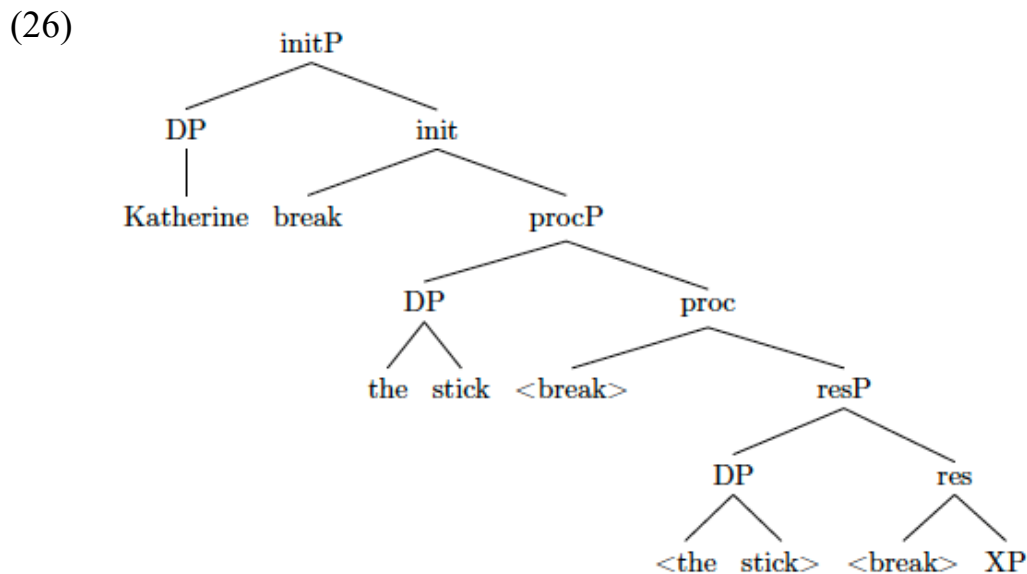 (26)
initP
DP init
Katherine break procP
DP proc
the stick <break> resP
DP res
<the stick> <break> XP